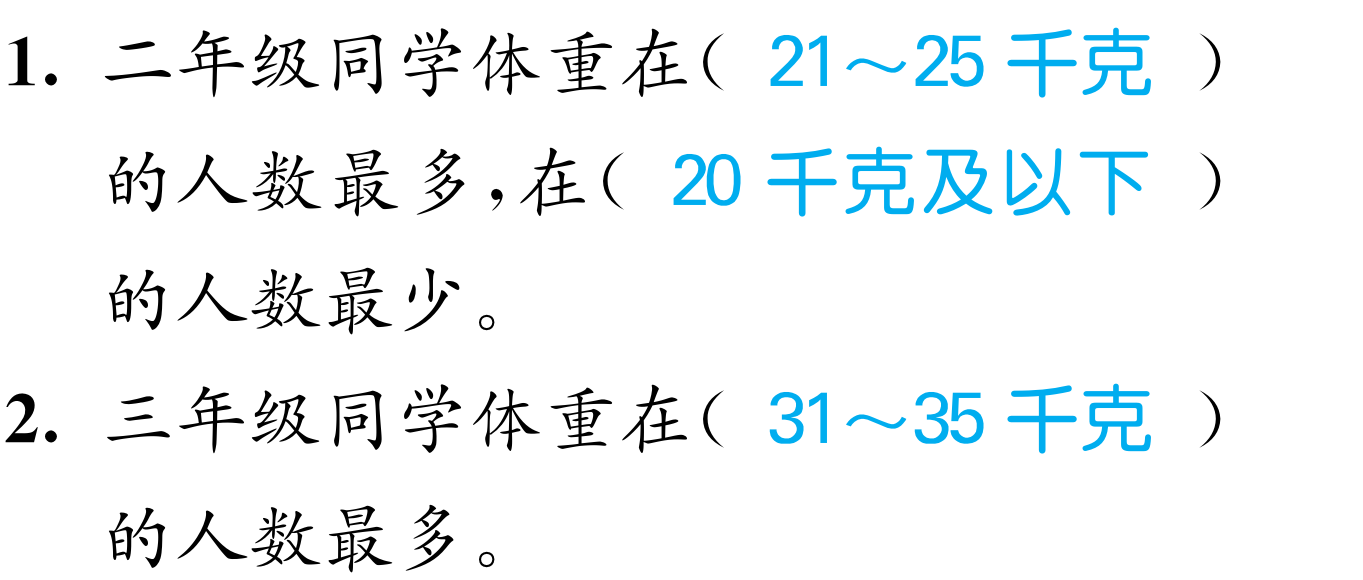 1. 二年级同学体重在( 21～25 千克 )
的人数最多,在( 20 千克及以下 )
的人数最少。
2. 三年级同学体重在( 31～35 千克 )
的人数最多。